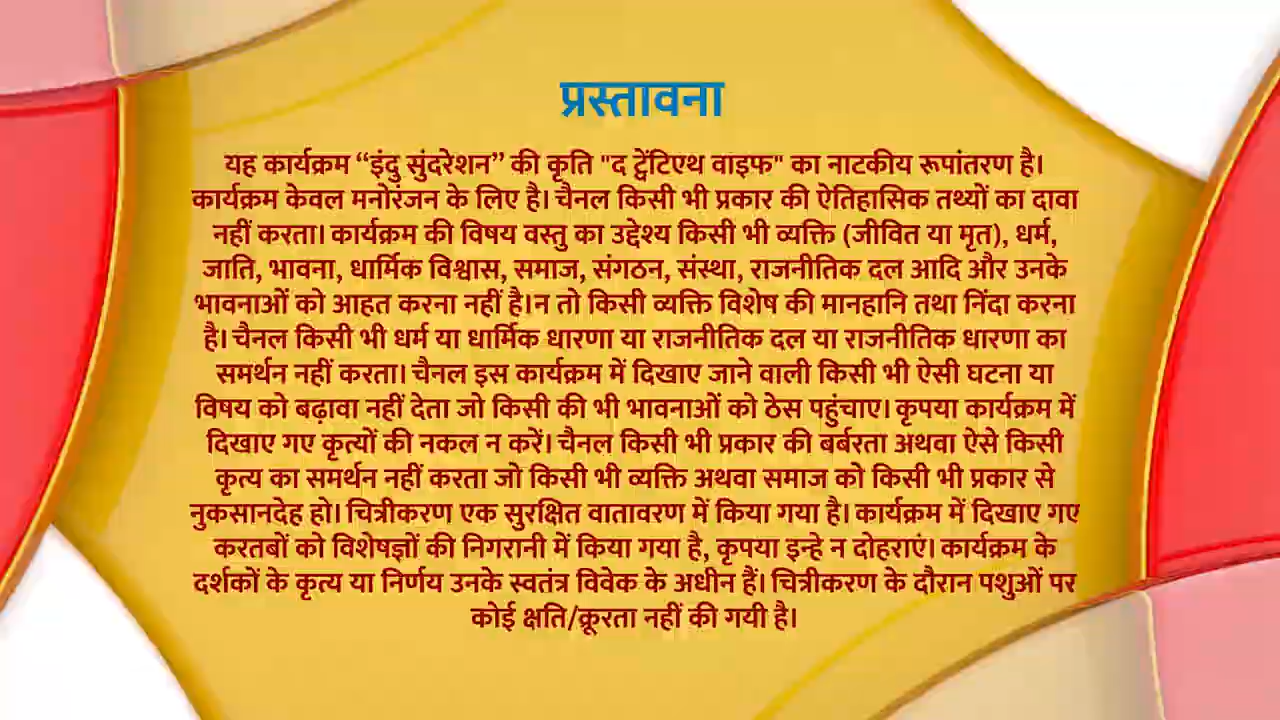 प्रस्तावना
यह कार्यक्रम “इंदु सुंदरेशन” की कृति "द ट्वेंटिएथ वाइफ" का नाटकीय रूपांतरण है।
कार्यक्रम केवल मनोरंजन के लिए है। चैनल किसी भी प्रकार की ऐतिहासिक तथ्यों का दावा
नहीं करता। कार्यक्रम की विषय वस्तु का उद्देश्य किसी भी व्यक्ति (जीवित या मृत), धर्म,
जाति, भावना, धार्मिक विश्वास, समाज, संगठन, संस्था, राजनीतिक दल आदि और उनके
भावनाओं को आहत करना नहीं है।न तो किसी व्यक्ति विशेष की मानहानि तथा निंदा करना
है। चैनल किसी भी धर्म या धार्मिक धारणा या राजनीतिक दल या राजनीतिक धारणा का
समर्थन नहीं करता। चैनल इस कार्यक्रम में दिखाए जाने वाली किसी भी ऐसी घटना या
विषय को बढ़ावा नहीं देता जो किसी की भी भावनाओं को ठेस पहुंचाए। कृपया कार्यक्रम में
दिखाए गए कृत्यों की नकल न करें। चैनल किसी भी प्रकार की बर्बरता अथवा ऐसे किसी
कृत्य का समर्थन नहीं करता जो किसी भी व्यक्ति अथवा समाज को किसी भी प्रकार से
नुकसानदेह हो। चित्रीकरण एक सुरक्षित वातावरण में किया गया है। कार्यक्रम में दिखाए गए
करतबों को विशेषज्ञों की निगरानी में किया गया है, कृपया इन्हे न दोहराएं। कार्यक्रम के
दर्शकों के कृत्य या निर्णय उनके स्वतंत्र विवेक के अधीन हैं। चित्रीकरण के दौरान पशुओं पर
कोई क्षति/क्रूरता नहीं की गयी है।